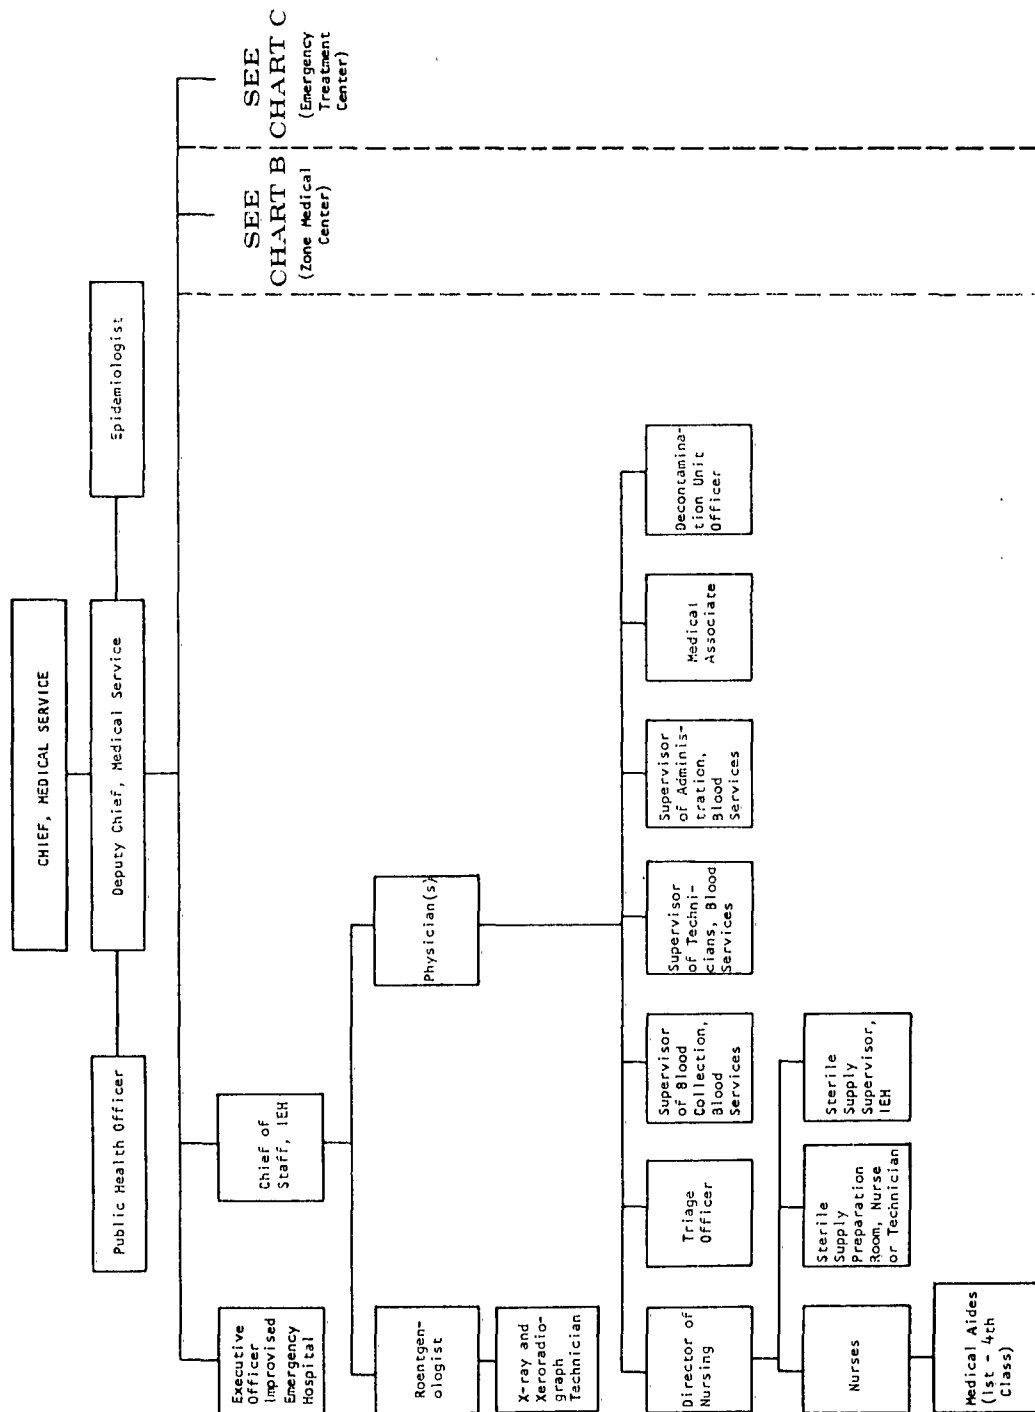 CHIEF, MEDICAL SERVICE
Public Health Officer
Deputy Chief, Medical Service
Epidemiologist
Executive
Officer
Improvised
Emergency
Hospital
Chief of
Staff, IEH
SEE
CHART B
(Zone Medical
Center)
SEE
CHART C
(Emergency
Treatment
Center)
Roentgen-
ologist
Physician(s)
X-ray and
Xeroradio-
graph
Technician
Director of
Nursing
Triage
Officer
Supervisor
of Blood
Collection,
Blood
Services
Supervisor
of Techni-
cians, Blood
Services
Supervisor
of Adminis-
tration,
Blood
Services
Medical
Associate
Decontamina-
tion Unit
Officer
Nurses
Sterile
Supply
Preparation
Room, Nurse
or Technician
Sterile
Supply
Supervisor,
IEH
Medical Aides
(1st - 4th
Class)